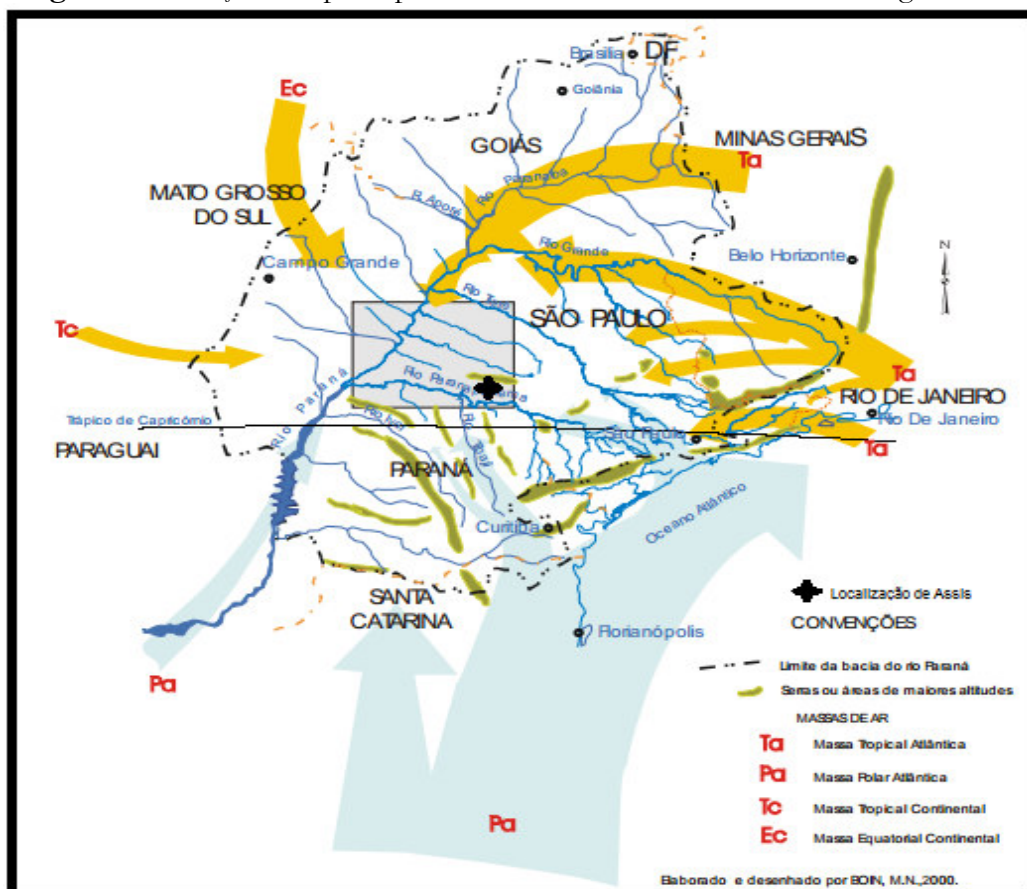 Brasília
DF
Goiânia
Ec
GOIÁS
MINAS GERAIS
Ta
MATO GROSSO
DO SUL
R. Aporé
Rio Paranaíba
Rio Grande
Belo Horizonte
N
Campo Grande
Rio Tietê
SÃO PAULO
Tc
Ta
RIO DE JANEIRO
Rio De Janeiro
Rio Paraná
Trópico de Capricórnio
Rio Ivaí
São Paulo
Ta
PARAGUAI
PARANÁ
Oceano Atlântico
Curitiba
SANTA
CATARINA
Localização de Assis
CONVENÇÕES
Florianópolis
Limite da bacia do rio Paraná
Serras ou áreas de maiores altitudes
Pa
MASSAS DE AR
Ta Massa Tropical Atlântica
Pa Massa Polar Atlântica
Tc Massa Tropical Continental
Pa
Ec Massa Equatorial Continental
Elaborado e desenhado por BOIN, M.N.,2000.